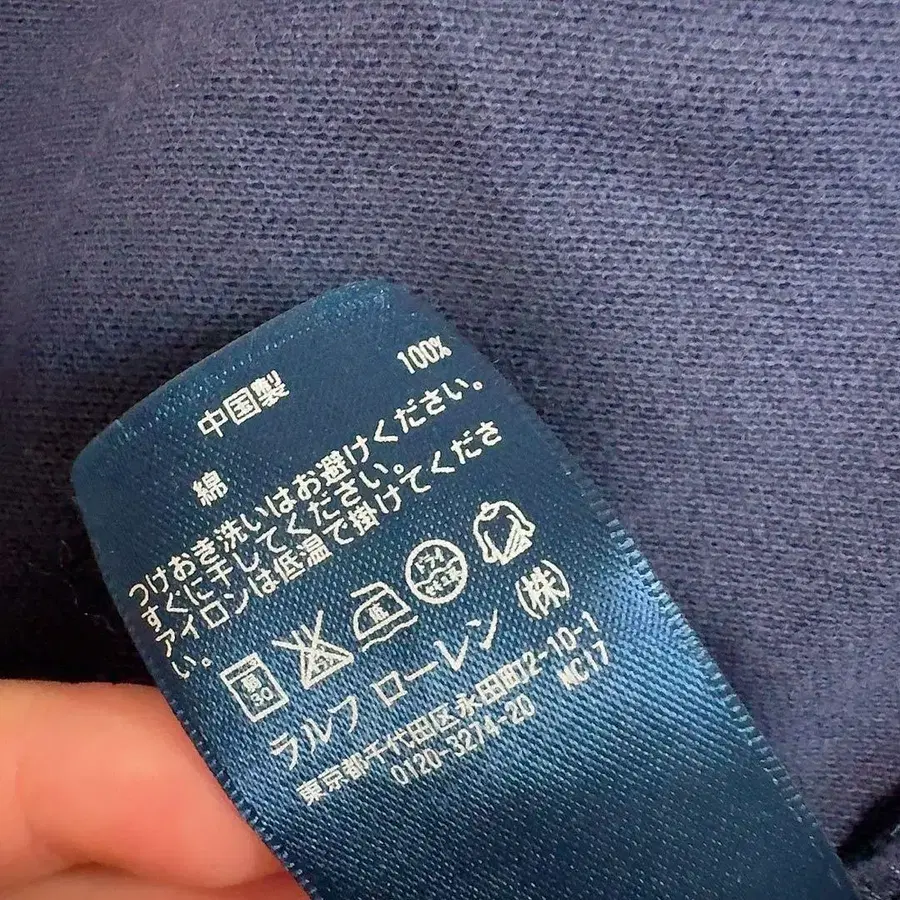 中国製
綿 100%
つけおき洗いはお避けください。
すぐに干してください。
アイロンは低温で掛けてくださ
い。
ラルフ ローレン (株)
東京都千代田区永田町2-10-1
0120-3274-20 MC17